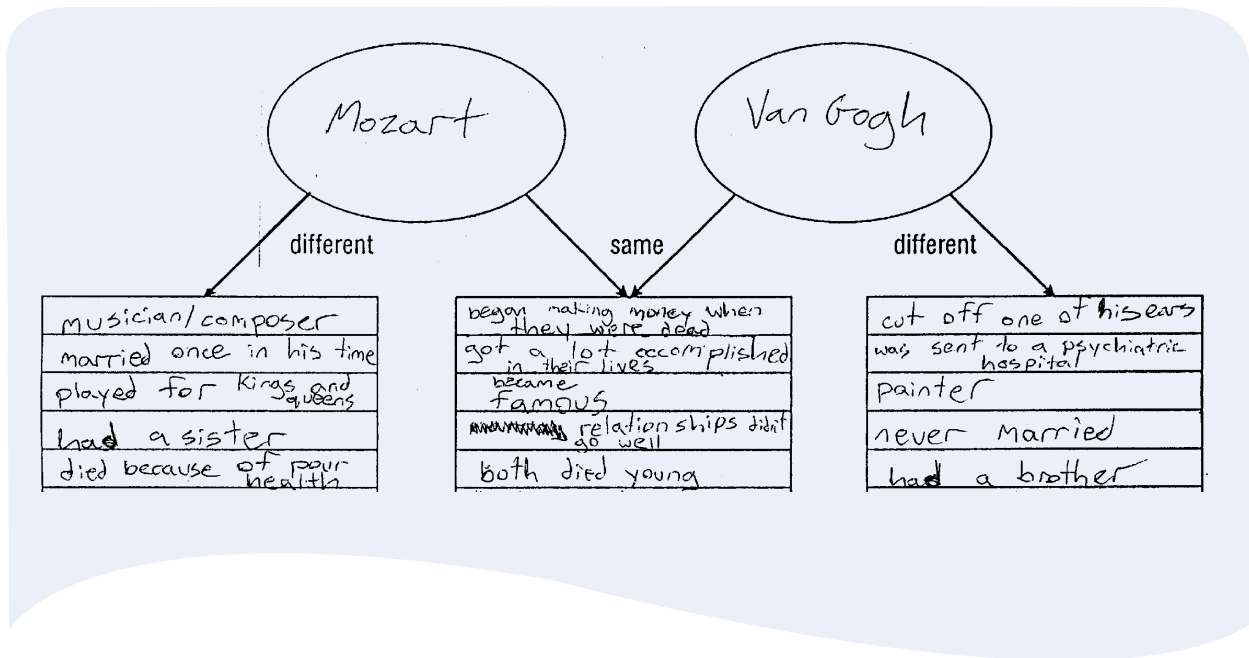 Mozart
Van Gogh
different
same
different
musician/composer
married once in his time
played for Kings and
queens
had a sister
died because of pour
health
began making money when
they were dead
got a lot accomplished
in their lives
became
famous
relationships didn't
go well
both died young
cut off one of his ears
was sent to a psychiatric
hospital
painter
never married
had a brother